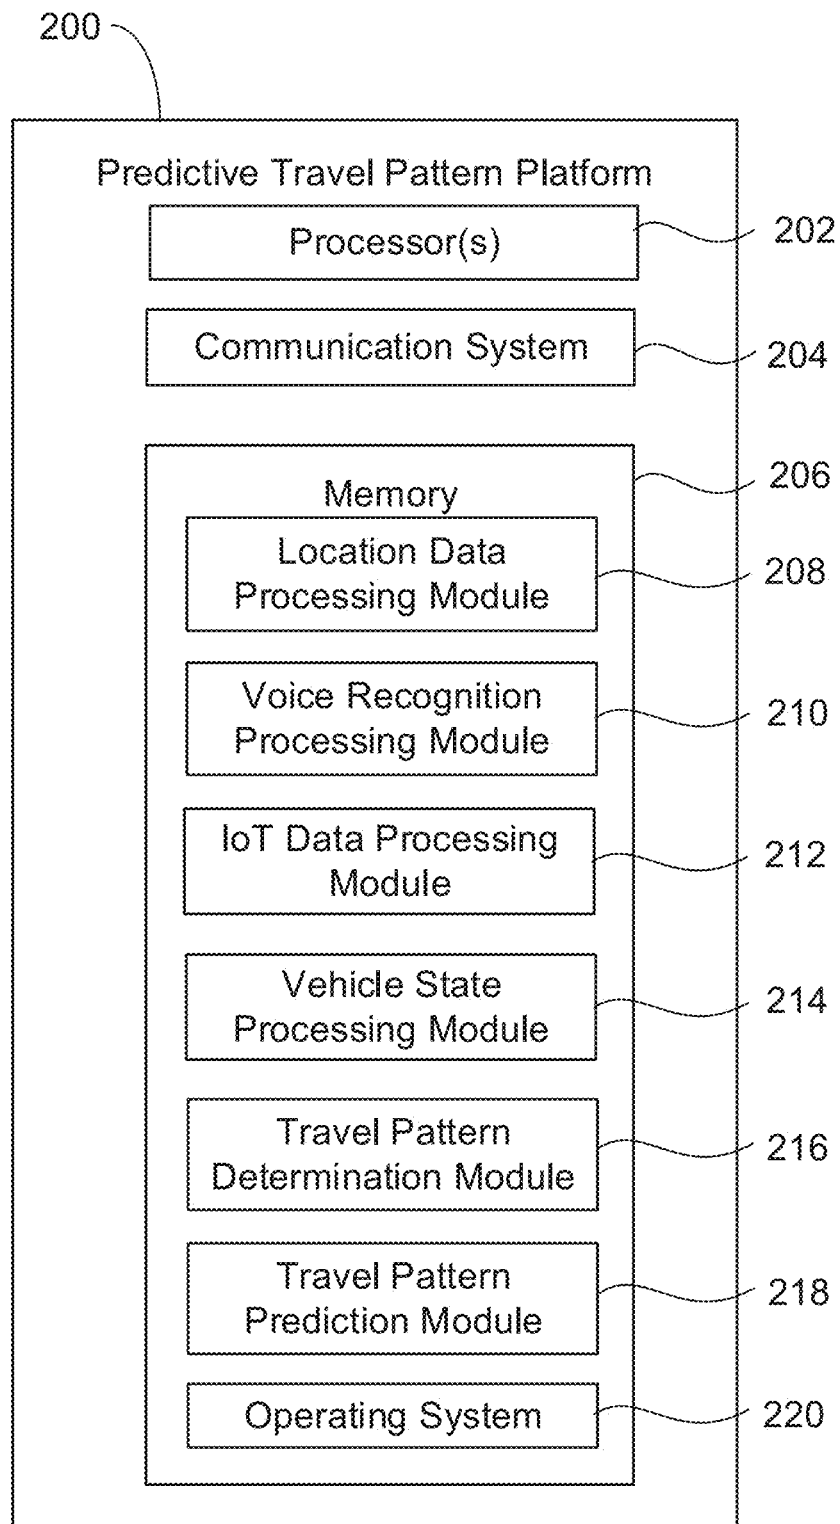 200
Predictive Travel Pattern Platform
Processor(s)
202
Communication System
204
206
Memory
Location Data
Processing Module
208
Voice Recognition
Processing Module
210
IoT Data Processing
Module
212
Vehicle State
Processing Module
214
Travel Pattern
Determination Module
216
Travel Pattern
Prediction Module
218
Operating System
220